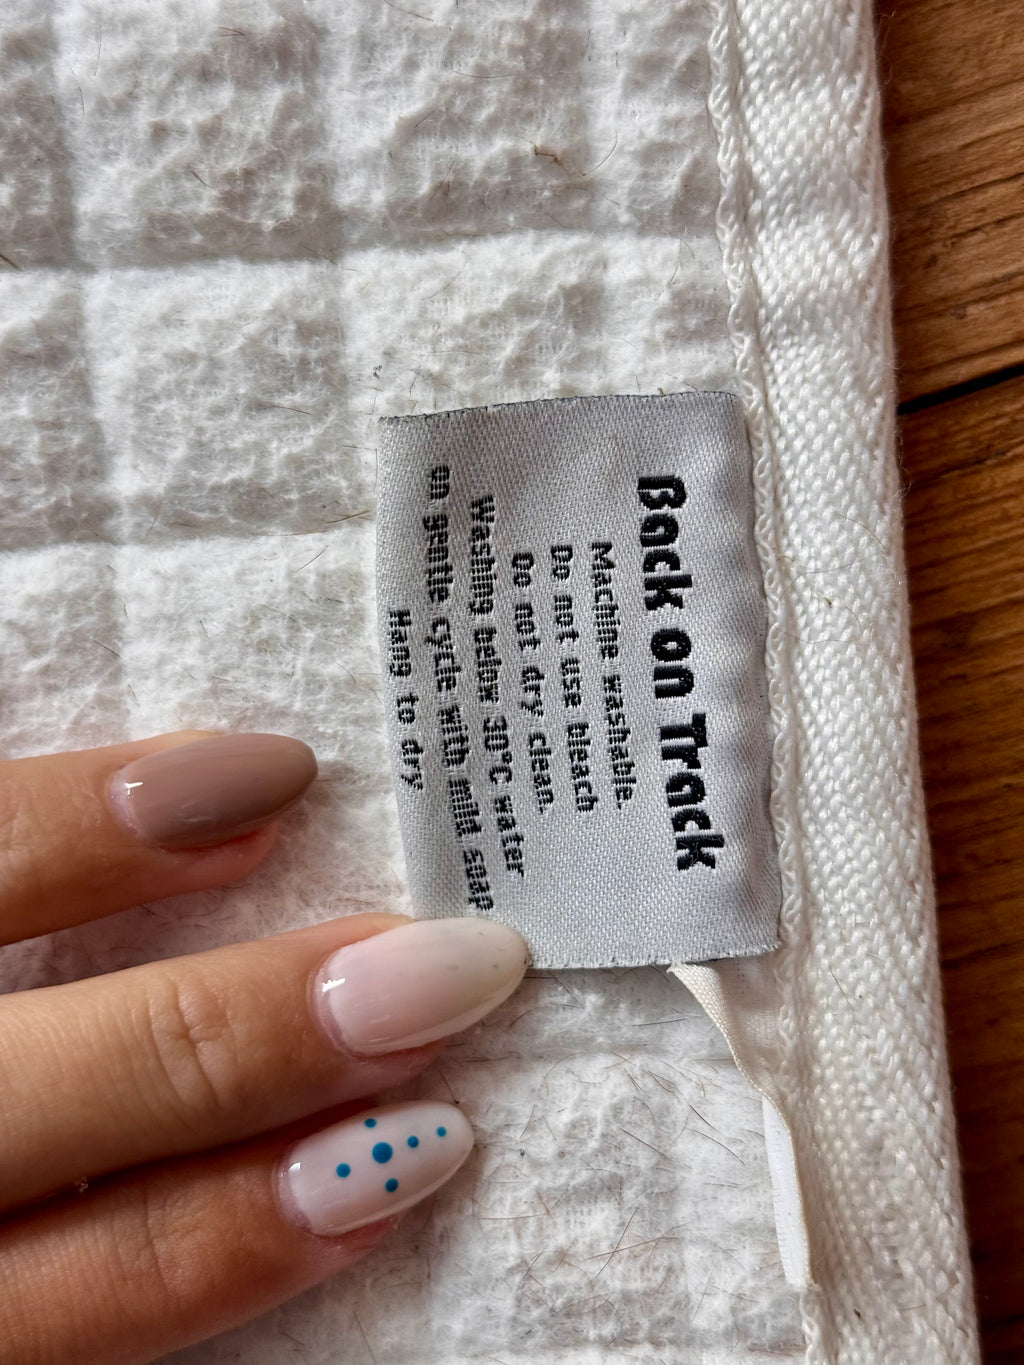 Back on Track
Machine washable.
Do not use bleach
Do not dry clean.
Washing below 30°C water
on gentle cycle with mild soap
Hang to dry